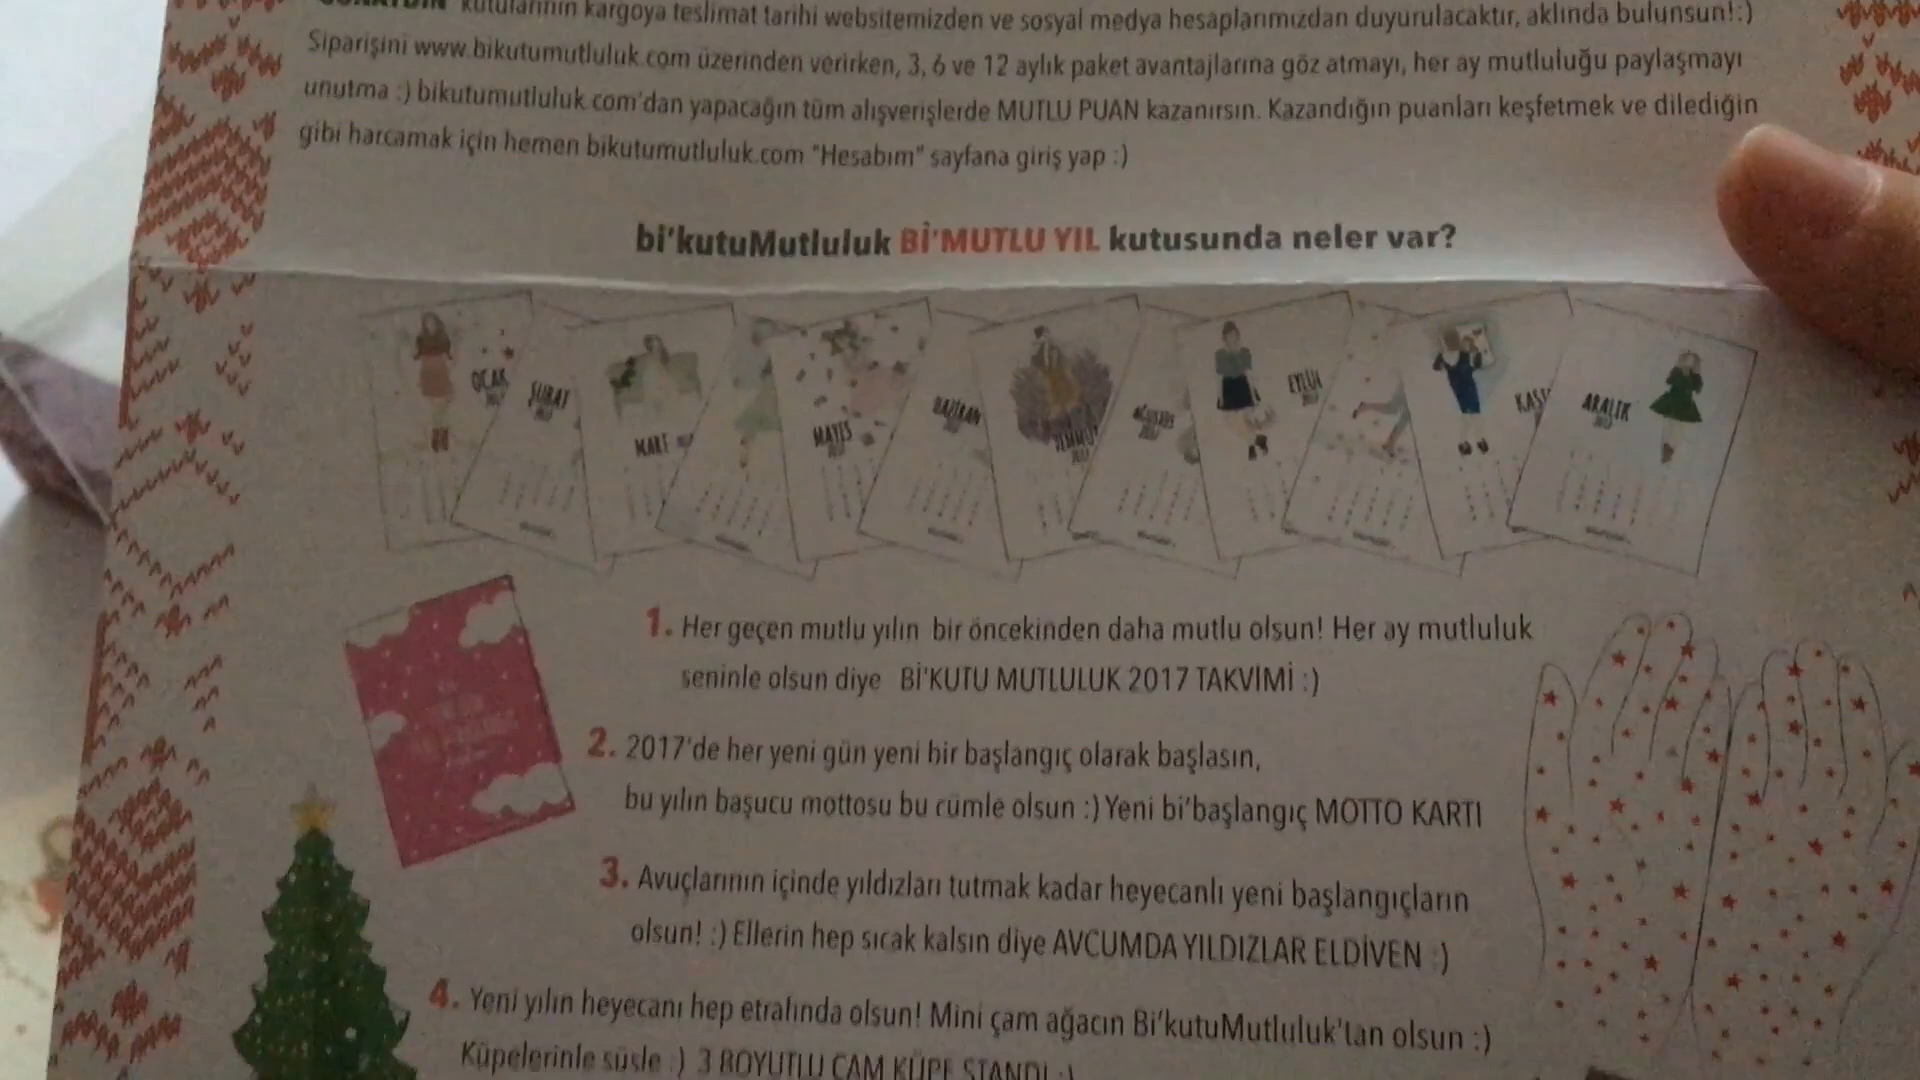 kutularının kargoya teslimat tarihi websitemizden ve sosyal medya hesaplarımızdan duyurulacaktır, aklında bulunsun!:)
Siparişini www.bikutumutluluk.com üzerinden verirken, 3, 6 ve 12 aylık paket avantajlarına göz atmayı, her ay mutluluğu paylaşmayı
unutma :) bikutumutluluk.com'dan yapacağın tüm alışverişlerde MUTLU PUAN kazanırsın. Kazandığın puanları keşfetmek ve dilediğin
gibi harcamak için hemen bikutumutluluk.com "Hesabım" sayfana giriş yap :)
bi'kutuMutluluk Bİ'MUTLU YIL kutusunda neler var?
OCAK
ŞUBAT
MART
MAYIS
HAZİRAN
TEMMUZ
AĞUSTOS
EYLÜL
KASI
ARALIK
1. Her geçen mutlu yılın bir öncekinden daha mutlu olsun! Her ay mutluluk
seninle olsun diye Bİ'KUTU MUTLULUK 2017 TAKVİMİ :)
2. 2017'de her yeni gün yeni bir başlangıç olarak başlasın,
bu yılın başucu mottosu bu cümle olsun :) Yeni bi'başlangıç MOTTO KARTI
3. Avuçlarının içinde yıldızları tutmak kadar heyecanlı yeni başlangıçların
olsun! :) Ellerin hep sıcak kalsın diye AVCUMDA YILDIZLAR ELDİVEN :)
4. Yeni yılın heyecanı hep etrafında olsun! Mini çam ağacın Bi'kutuMutluluk'tan olsun :)
Küpelerinle süsle :) 3 BOYUTLU ÇAM KÜPE STANDI :)